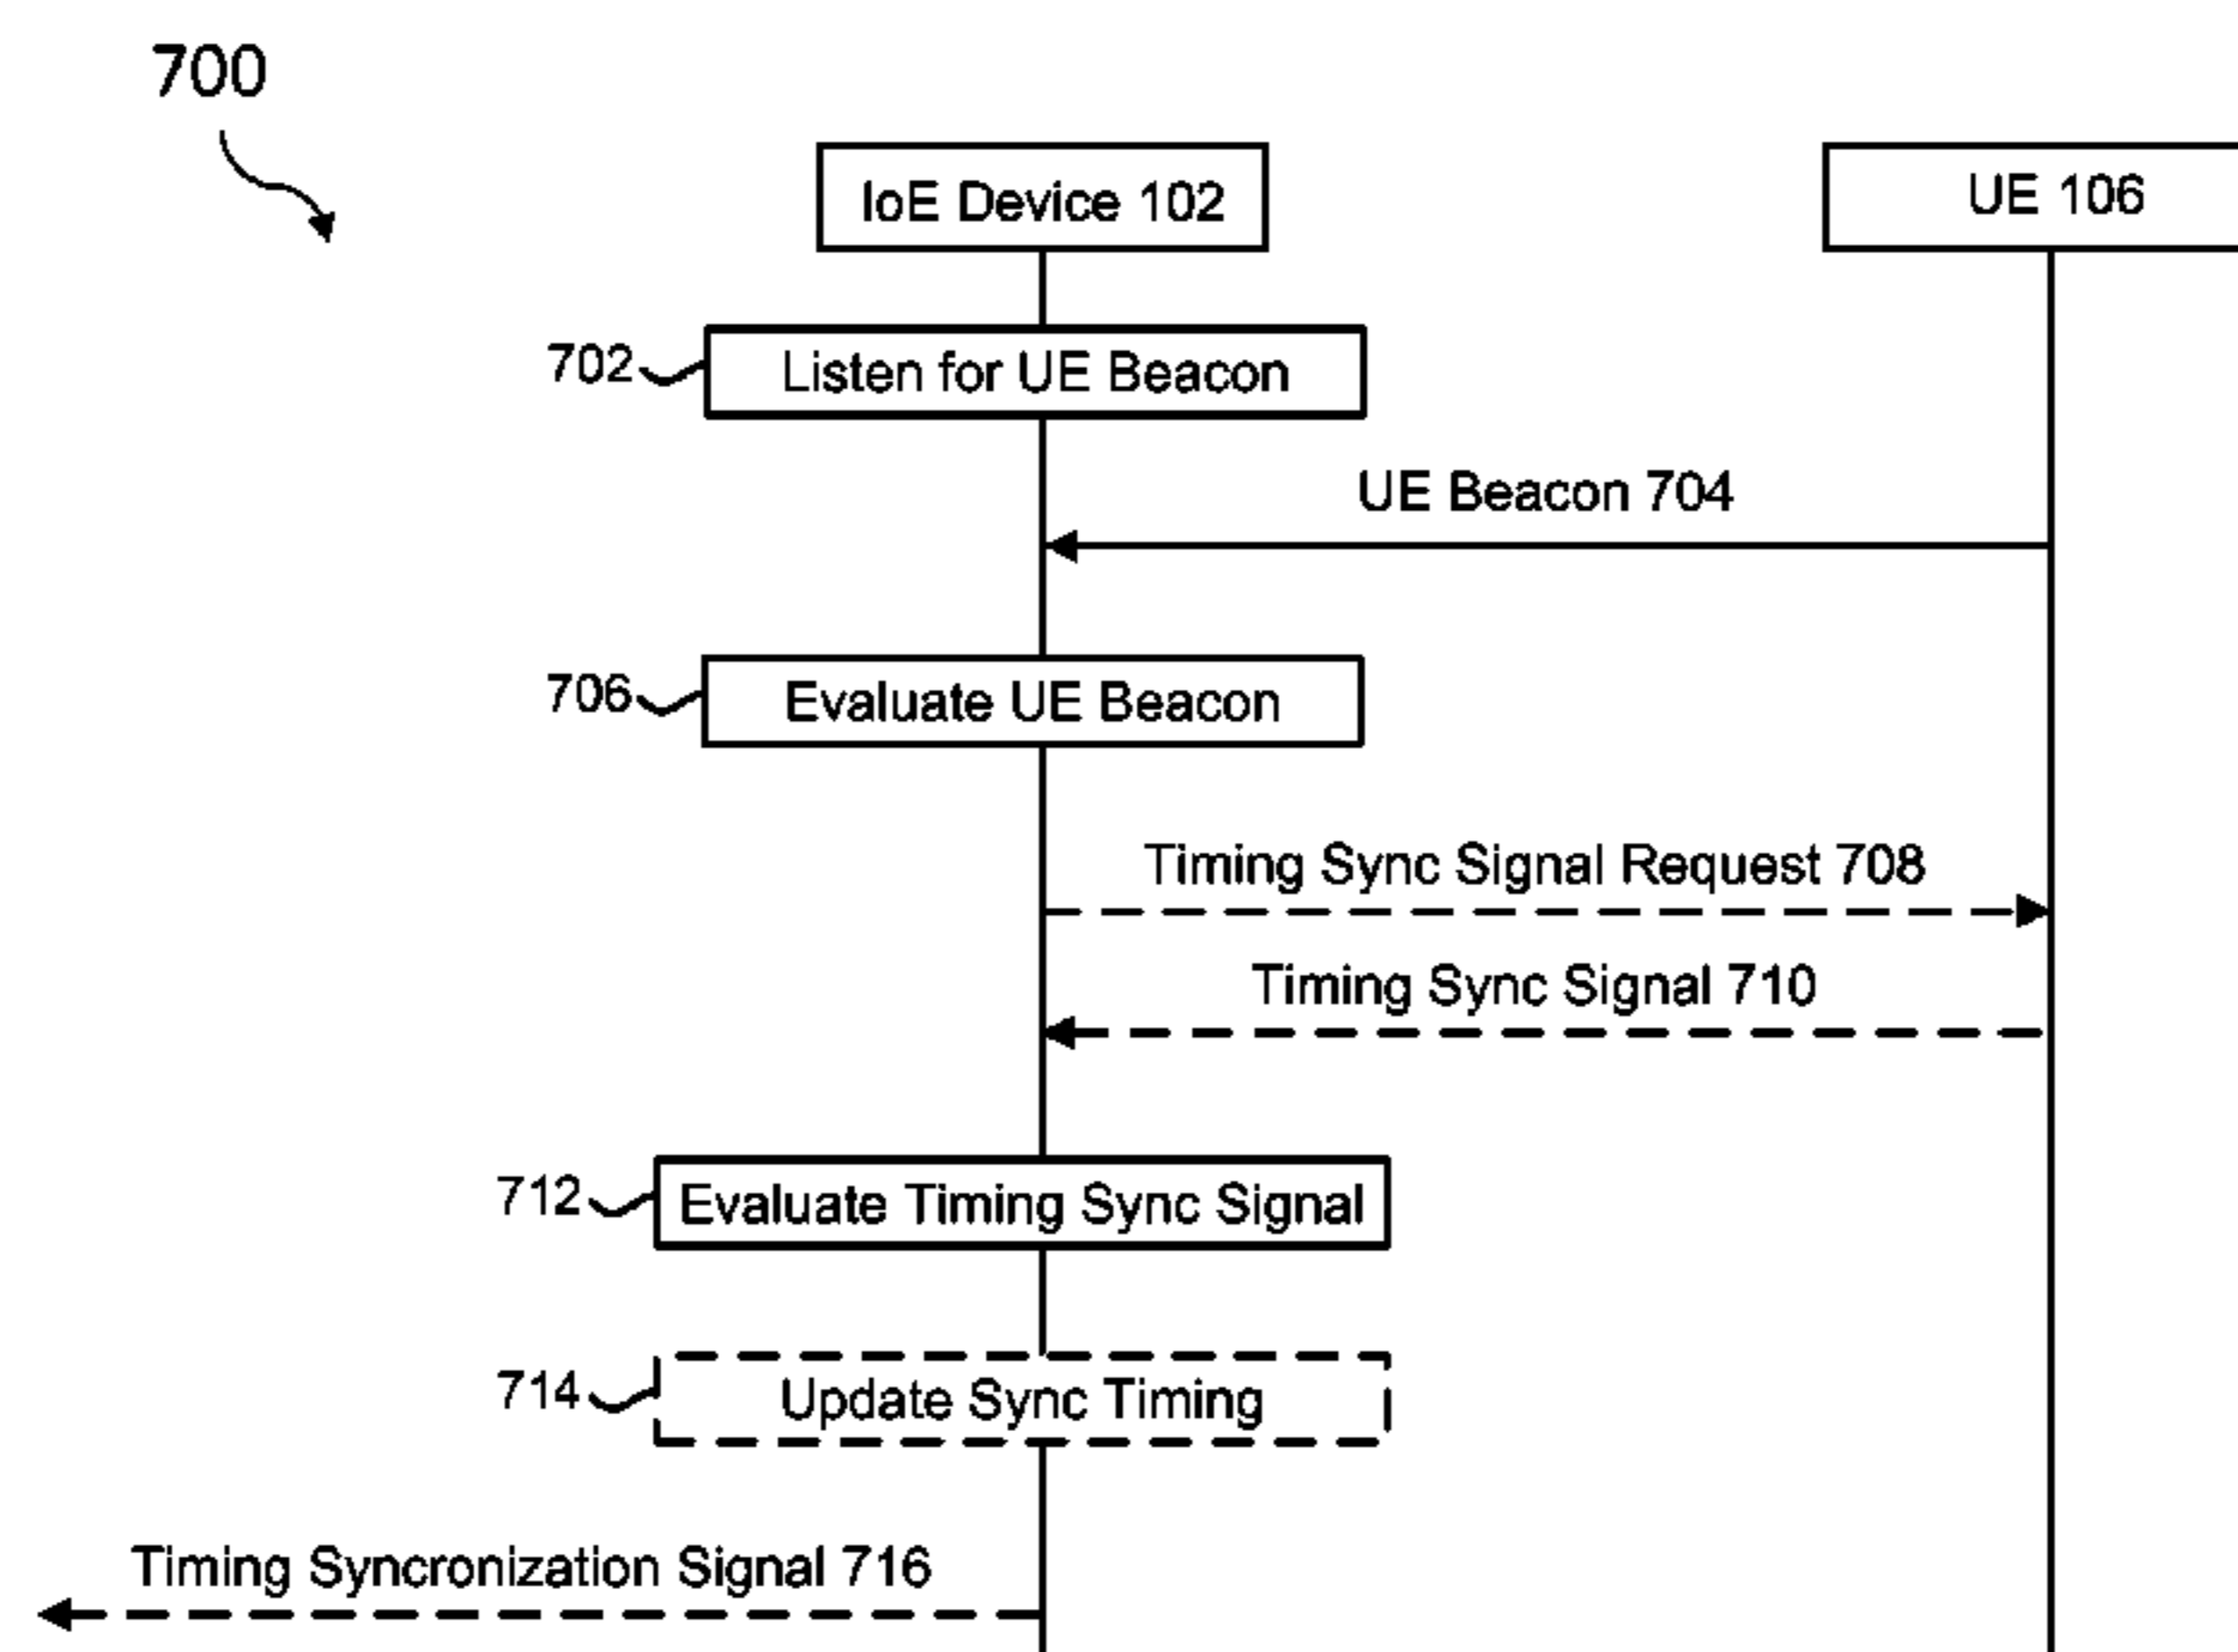 700
IoE Device 102
UE 106
702
Listen for UE Beacon
UE Beacon 704
706
Evaluate UE Beacon
Timing Sync Signal Request 708
Timing Sync Signal 710
712
Evaluate Timing Sync Signal
714
Update Sync Timing
Timing Syncronization Signal 716